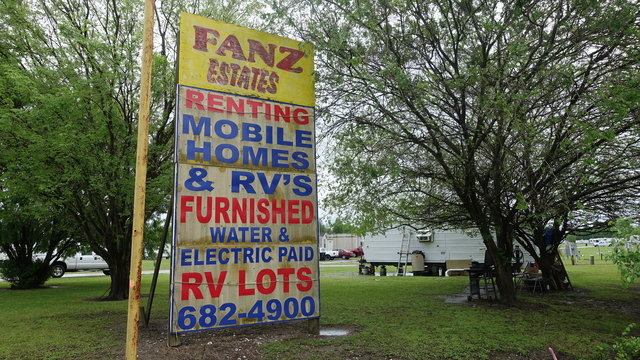 FANZ
ESTATES
RENTING
MOBILE
HOMES
& RV'S
FURNISHED
WATER &
ELECTRIC PAID
RV LOTS
682-4900